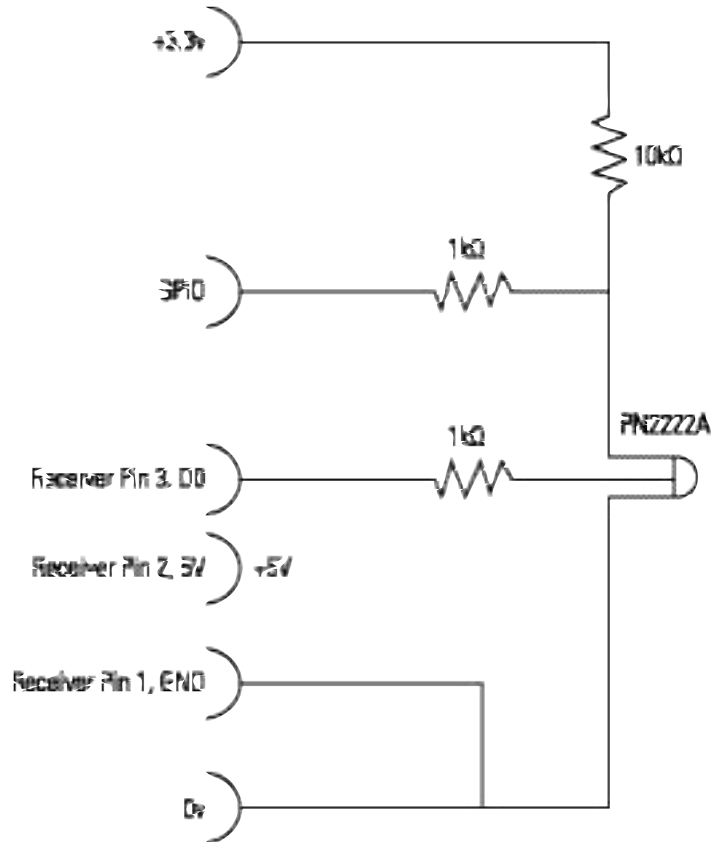 +3.3v
10kΩ
1kΩ
GPIO
PN2222A
1kΩ
Receiver Pin 3, DO
Receiver Pin 2, 5V
+5V
Receiver Pin 1, GND
0v